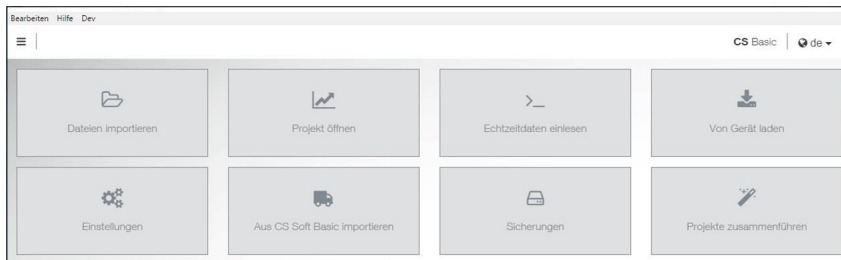 Bearbeiten Hilfe Dev
CS Basic de
Dateien importieren Projekt öffnen Echtzeitdaten einlesen Von Gerät laden
Einstellungen Aus CS Soft Basic importieren Sicherungen Projekte zusammenführen